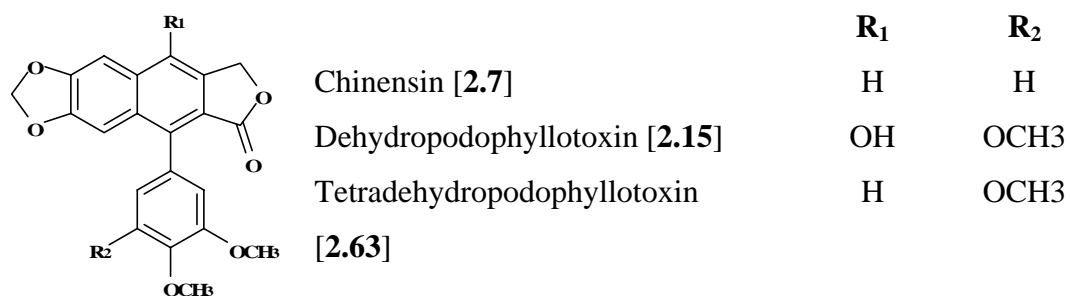 R1 R2
R1
O
O
O
O
R2
OCH3
OCH3
Chinensin [2.7] H H
Dehydropodophyllotoxin [2.15] OH OCH3
Tetradehydropodophyllotoxin H OCH3
[2.63]